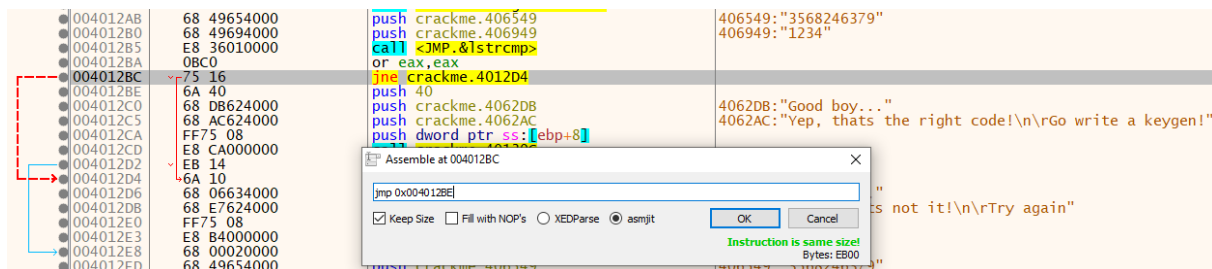 004012AB 68 49654000 push crackme.406549 406549:"3568246379"
004012B0 68 49694000 push crackme.406949 406949:"1234"
004012B5 E8 36010000 call <JMP.&lstrcmp>
004012BA 0BC0 or eax,eax
004012BC 75 16 jne crackme.4012D4
004012BE 6A 40 push 40
004012C0 68 DB624000 push crackme.4062DB 4062DB:"Good boy..."
004012C5 68 AC624000 push crackme.4062AC 4062AC:"Yep, thats the right code!\n\rGo write a keygen!"
004012CA FF75 08 push dword ptr ss:[ebp+8]
004012CD E8 CA000000
004012D2 EB 14
004012D4 6A 10
004012D6 68 06634000 "
004012DB 68 E7624000 ts not it!\n\rTry again"
004012E0 FF75 08
004012E3 E8 B4000000
004012E8 68 00020000
004012ED 68 49654000
Assemble at 004012BC
jmp 0x004012BE
Keep Size Fill with NOP's XEDParse asmjit OK Cancel
Instruction is same size!
Bytes: EB00